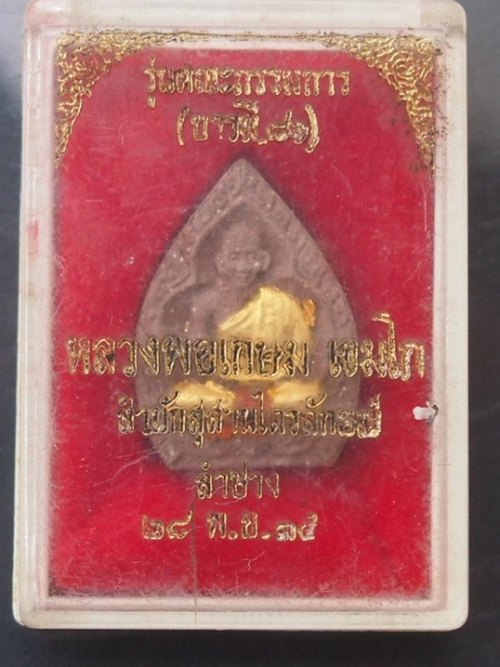 รุ่นคณะกรรมการ
(บารมี.๘๑)
หลวงพ่อเกษม เขมโก
สำนักสุสานไตรลักษณ์
ลำปาง
๒๘ พ.ย. ๓๕